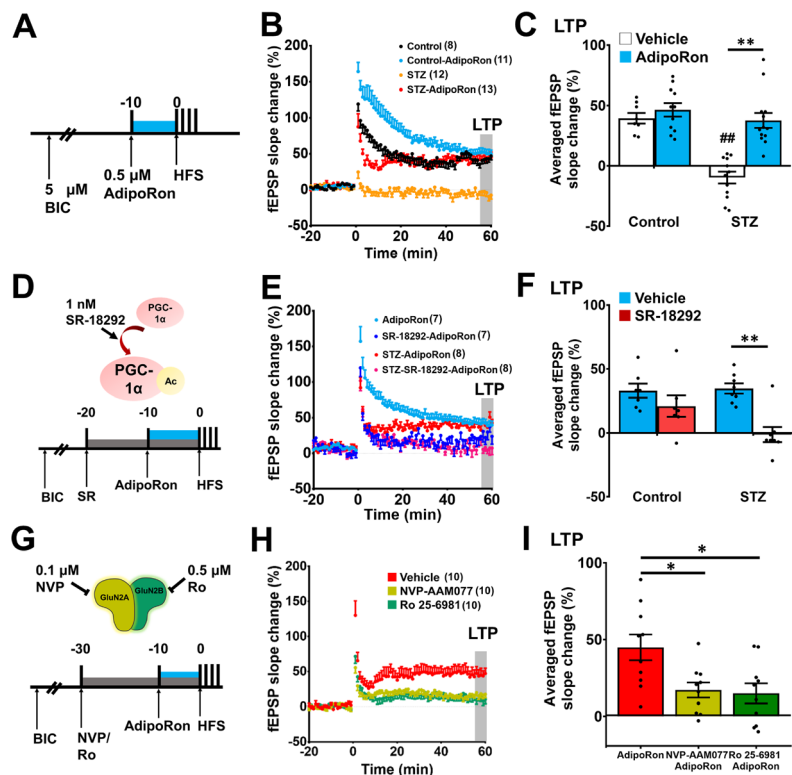 A
-10
0
5 µM
BIC
0.5 µM
AdipoRon
HFS
B
fEPSP slope change (%)
200
150
100
50
0
-50
-20
0
20
40
60
Time (min)
Control (8)
Control-AdipoRon (11)
STZ (12)
STZ-AdipoRon (13)
LTP
C
LTP
Vehicle
AdipoRon
Averaged fEPSP
slope change (%)
100
50
0
-50
##
**
Control
STZ
D
1 nM
SR-18292
PGC-
1α
PGC-
1α
Ac
-20
-10
0
BIC
SR
AdipoRon
HFS
E
fEPSP slope change (%)
200
150
100
50
0
-50
-20
0
20
40
60
Time (min)
AdipoRon (7)
SR-18292-AdipoRon (7)
STZ-AdipoRon (8)
STZ-SR-18292-AdipoRon (8)
LTP
F
LTP
Vehicle
SR-18292
Averaged fEPSP
slope change (%)
100
50
0
-50
**
Control
STZ
G
0.1 µM
NVP
0.5 µM
Ro
GluN2A
GluN2B
-30
-10
0
BIC
NVP/
Ro
AdipoRon
HFS
H
fEPSP slope change (%)
200
150
100
50
0
-50
-20
0
20
40
60
Time (min)
Vehicle (10)
NVP-AAM077 (10)
Ro 25-6981 (10)
LTP
I
LTP
Averaged fEPSP
slope change (%)
100
50
0
*
*
AdipoRon
NVP-AAM077
AdipoRon
Ro 25-6981
AdipoRon